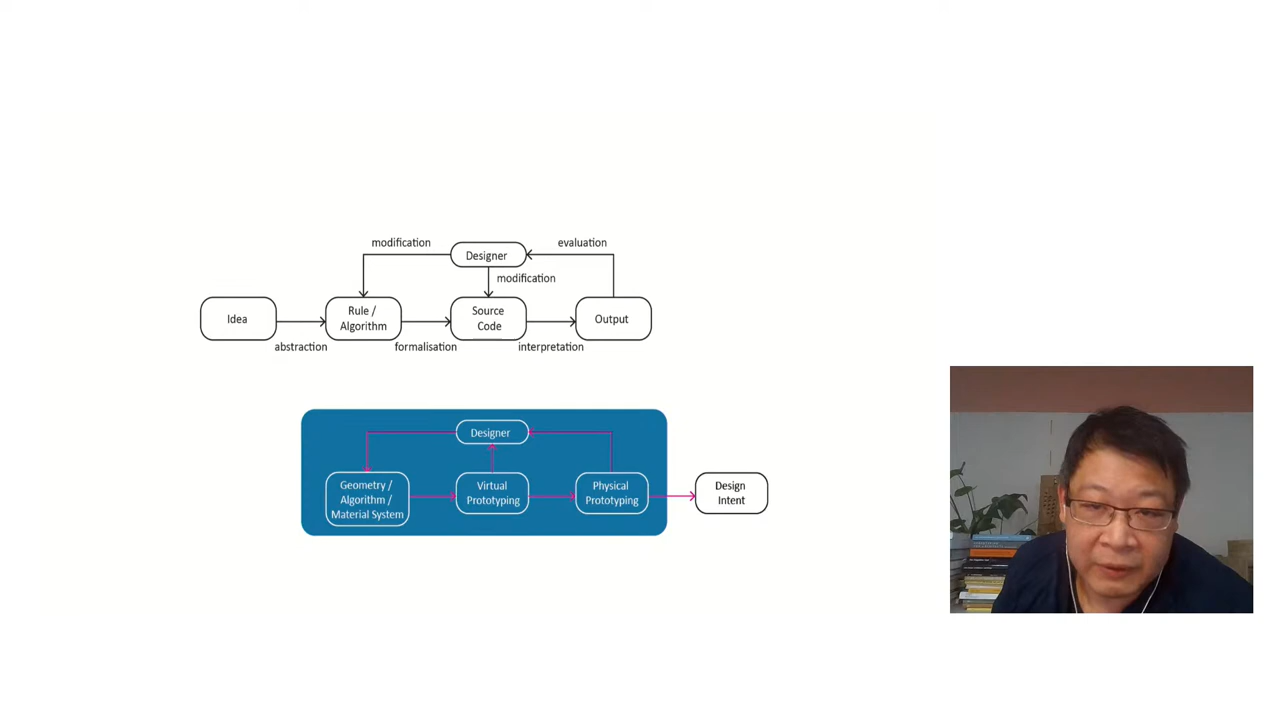 modification
Designer
evaluation
modification
Idea
Rule /
Algorithm
Source
Code
Output
abstraction
formalisation
interpretation
Designer
Geometry /
Algorithm /
Material System
Virtual
Prototyping
Physical
Prototyping
Design
Intent